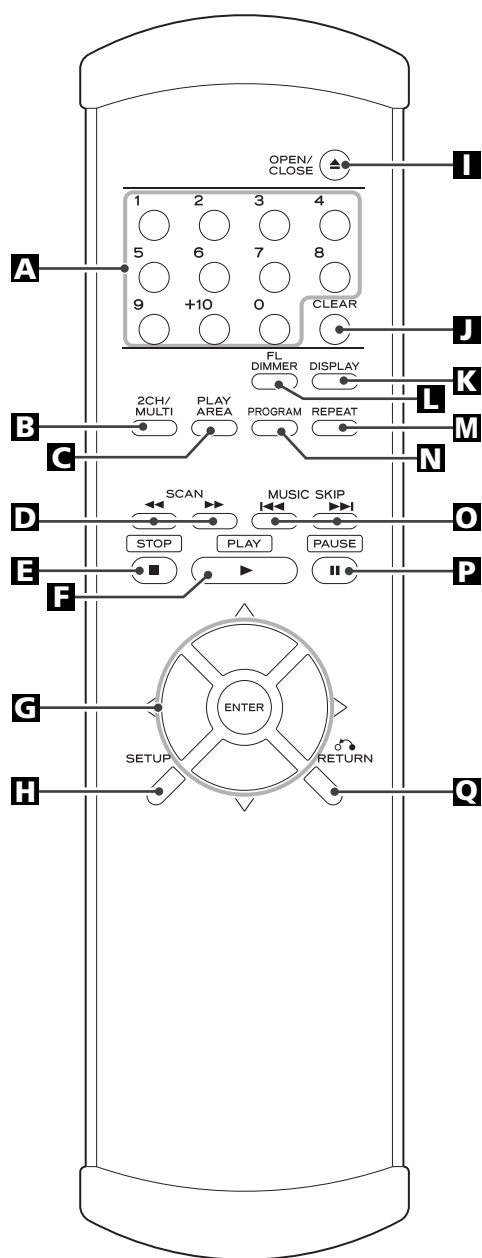 OPEN/
CLOSE
I
1 2 3 4
A
5 6 7 8
9 +10 0 CLEAR
J
FL
DIMMER DISPLAY
K
L
2CH/
MULTI PLAY
AREA PROGRAM REPEAT
B
M
C
N
SCAN MUSIC SKIP
D
O
STOP PLAY PAUSE
E
P
F
G
ENTER
SETUP RETURN
H
Q